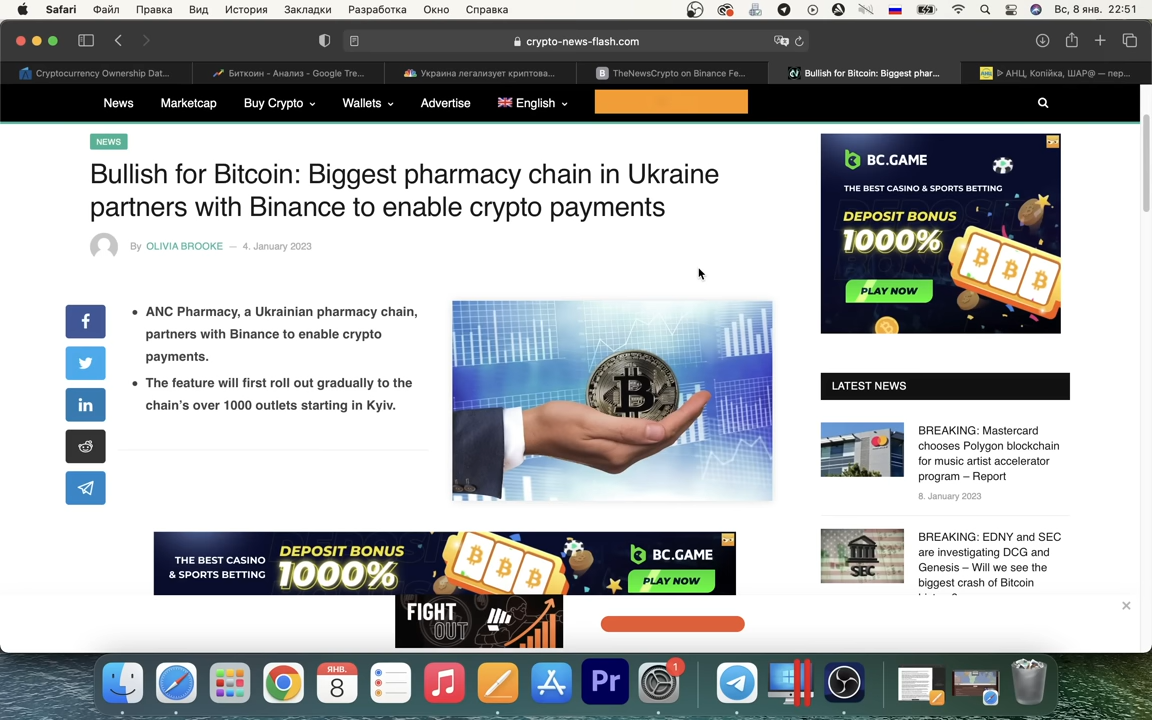 Safari Файл Правка Вид История Закладки Разработка Окно Справка Вс, 8 янв. 22:51
crypto-news-flash.com
Cryptocurrency Ownership Dat...
Биткоин - Анализ - Google Tre...
Украина легализует криптова...
TheNewsCrypto on Binance Fe...
Bullish for Bitcoin: Biggest phar...
АНЦ, Копійка, ШАР@ — пер...
News Marketcap Buy Crypto Wallets Advertise English
NEWS
Bullish for Bitcoin: Biggest pharmacy chain in Ukraine
partners with Binance to enable crypto payments
By OLIVIA BROOKE — 4. January 2023
ANC Pharmacy, a Ukrainian pharmacy chain,
partners with Binance to enable crypto
payments.
The feature will first roll out gradually to the
chain’s over 1000 outlets starting in Kyiv.
THE BEST CASINO
& SPORTS BETTING
DEPOSIT BONUS
1000%
BC.GAME
PLAY NOW
BC.GAME
THE BEST CASINO & SPORTS BETTING
DEPOSIT BONUS
1000%
PLAY NOW
LATEST NEWS
BREAKING: Mastercard
chooses Polygon blockchain
for music artist accelerator
program – Report
8. January 2023
BREAKING: EDNY and SEC
are investigating DCG and
Genesis – Will we see the
biggest crash of Bitcoin
SEC
FIGHT
OUT
ЯНВ.
8
Pr
1